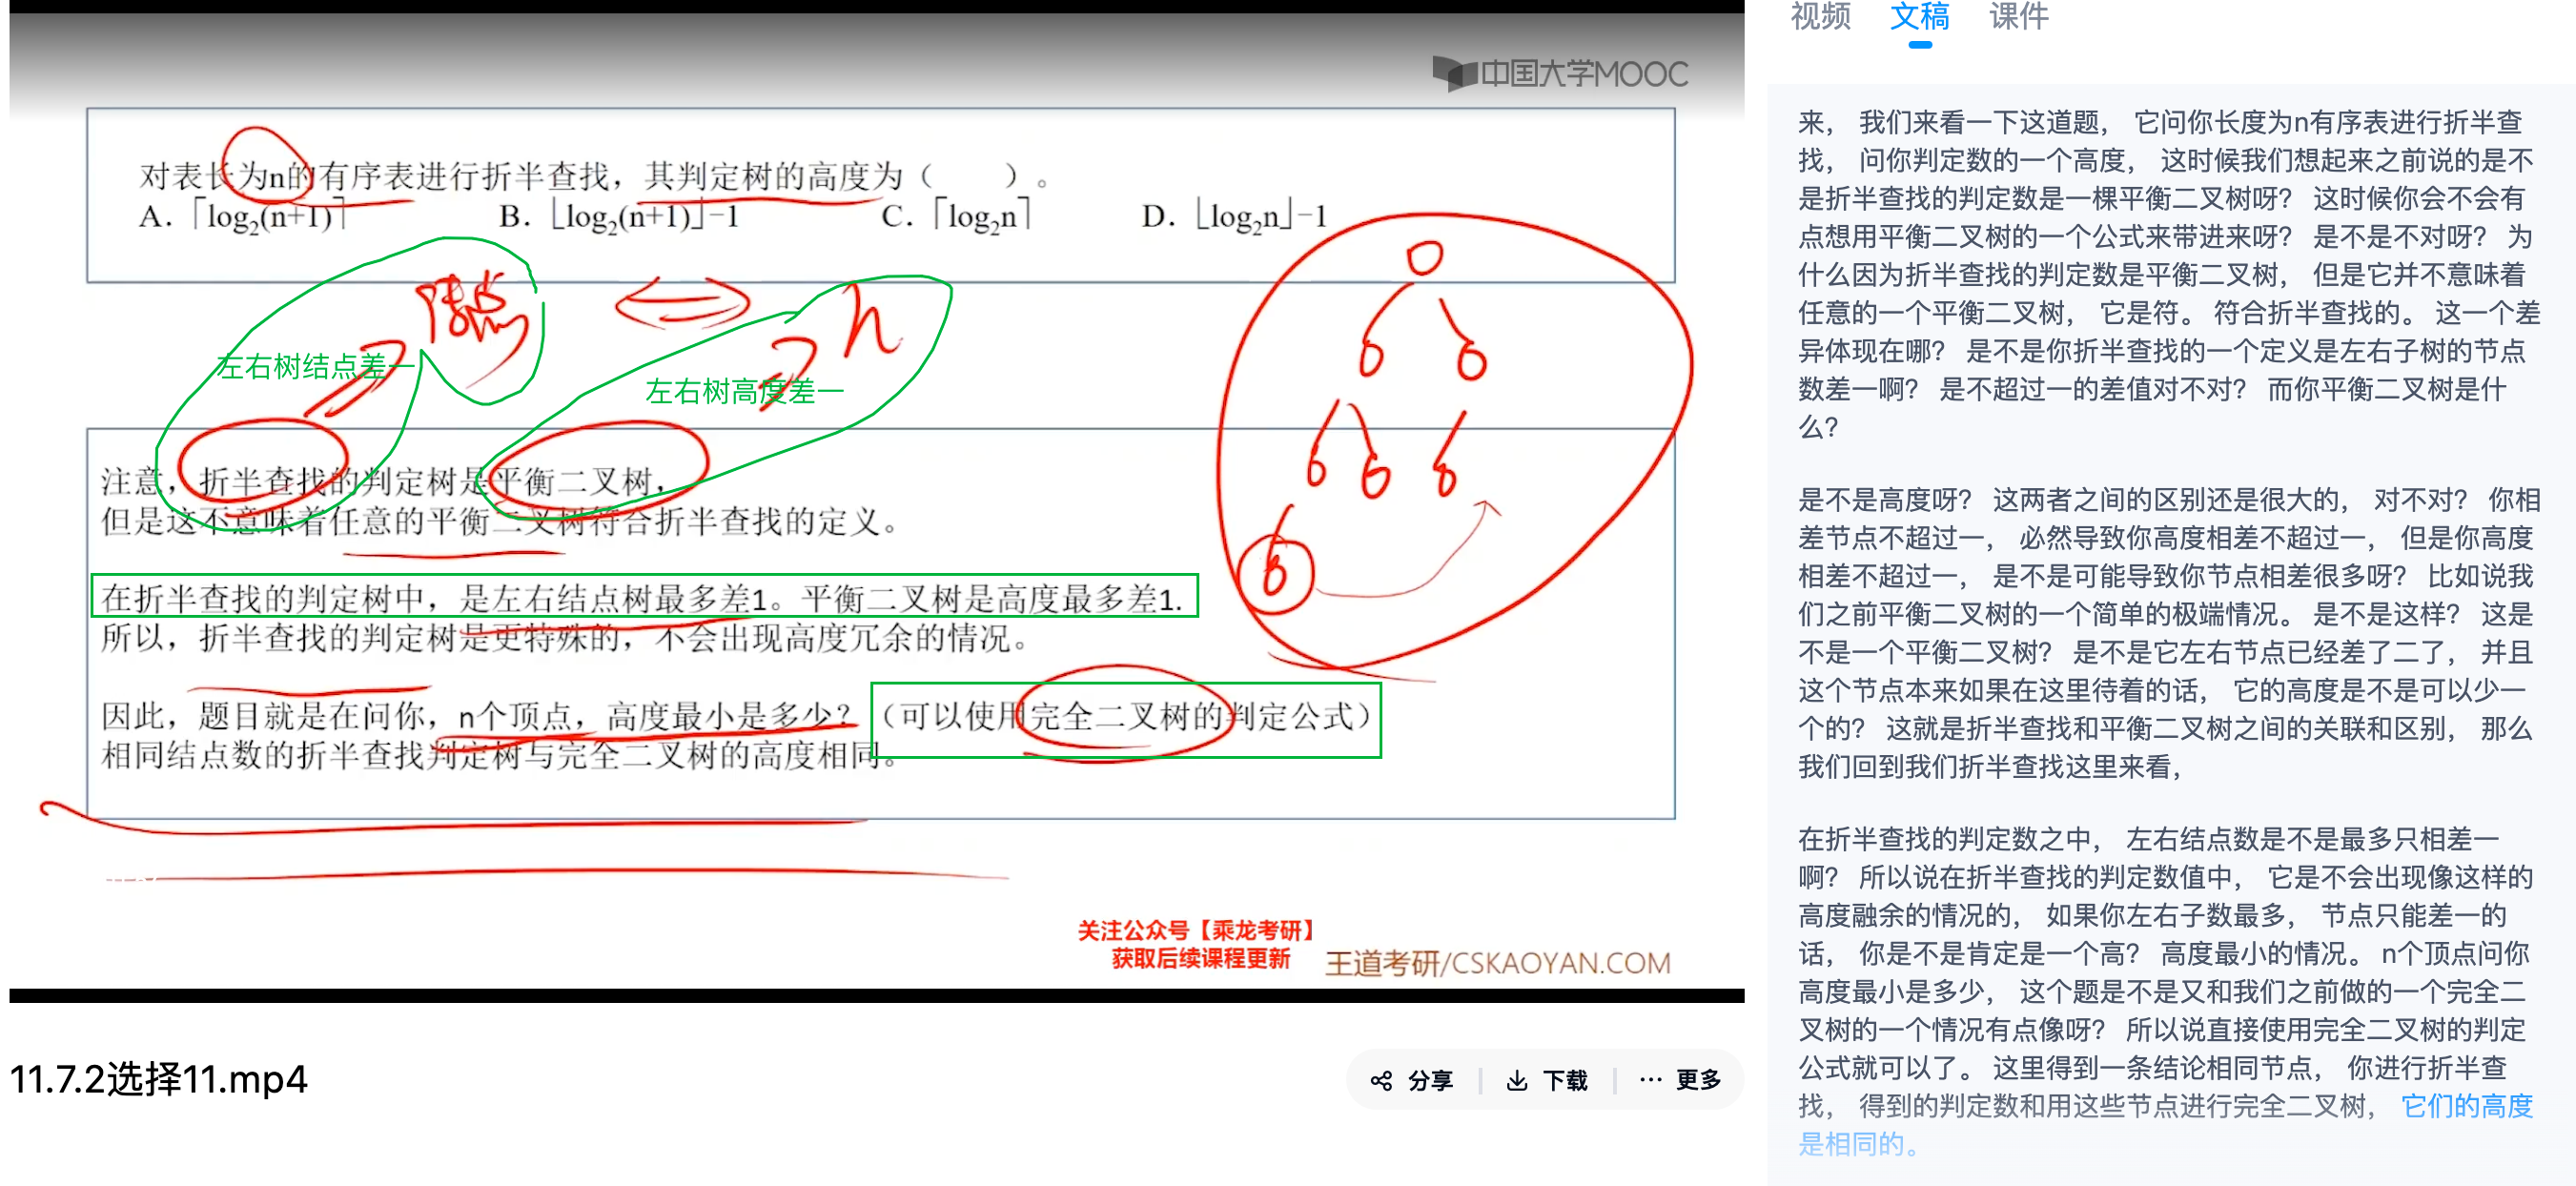 中国大学MOOC
对表长为n的有序表进行折半查找，其判定树的高度为（　　）。
A. ⌈log₂(n+1)⌉　B. ⌊log₂(n+1)⌋-1　C. ⌈log₂n⌉　D. ⌊log₂n⌋-1
h
左右树结点差一
左右树高度差一
注意，折半查找的判定树是平衡二叉树，
但是这不意味着任意的平衡二叉树符合折半查找的定义。
在折半查找的判定树中，是左右结点树最多差1。平衡二叉树是高度最多差1.
所以，折半查找的判定树是更特殊的，不会出现高度冗余的情况。
因此，题目就是在问你，n个顶点，高度最小是多少？（可以使用完全二叉树的判定公式）
相同结点数的折半查找判定树与完全二叉树的高度相同。
关注公众号【乘龙考研】
获取后续课程更新
王道考研/CSKAOYAN.COM
11.7.2选择11.mp4
分享
下载
更多
视频　文稿　课件
来， 我们来看一下这道题， 它问你长度为n有序表进行折半查
找， 问你判定数的一个高度， 这时候我们想起来之前说的是不
是折半查找的判定数是一棵平衡二叉树呀？ 这时候你会不会有
点想用平衡二叉树的一个公式来带进来呀？ 是不是不对呀？ 为
什么因为折半查找的判定数是平衡二叉树， 但是它并不意味着
任意的一个平衡二叉树， 它是符。 符合折半查找的。 这一个差
异体现在哪？ 是不是你折半查找的一个定义是左右子树的节点
数差一啊？ 是不超过一的差值对不对？ 而你平衡二叉树是什
么？
是不是高度呀？ 这两者之间的区别还是很大的， 对不对？ 你相
差节点不超过一， 必然导致你高度相差不超过一， 但是你高度
相差不超过一， 是不是可能导致你节点相差很多呀？ 比如说我
们之前平衡二叉树的一个简单的极端情况。 是不是这样？ 这是
不是一个平衡二叉树？ 是不是它左右节点已经差了二了， 并且
这个节点本来如果在这里待着的话， 它的高度是不是可以少一
个的？ 这就是折半查找和平衡二叉树之间的关联和区别， 那么
我们回到我们折半查找这里来看，
在折半查找的判定数之中， 左右结点数是不是最多只相差一
啊？ 所以说在折半查找的判定数值中， 它是不会出现像这样的
高度融余的情况的， 如果你左右子数最多， 节点只能差一的
话， 你是不是肯定是一个高？ 高度最小的情况。 n个顶点问你
高度最小是多少， 这个题是不是又和我们之前做的一个完全二
叉树的一个情况有点像呀？ 所以说直接使用完全二叉树的判定
公式就可以了。 这里得到一条结论相同节点， 你进行折半查
找， 得到的判定数和用这些节点进行完全二叉树， 它们的高度
是相同的。